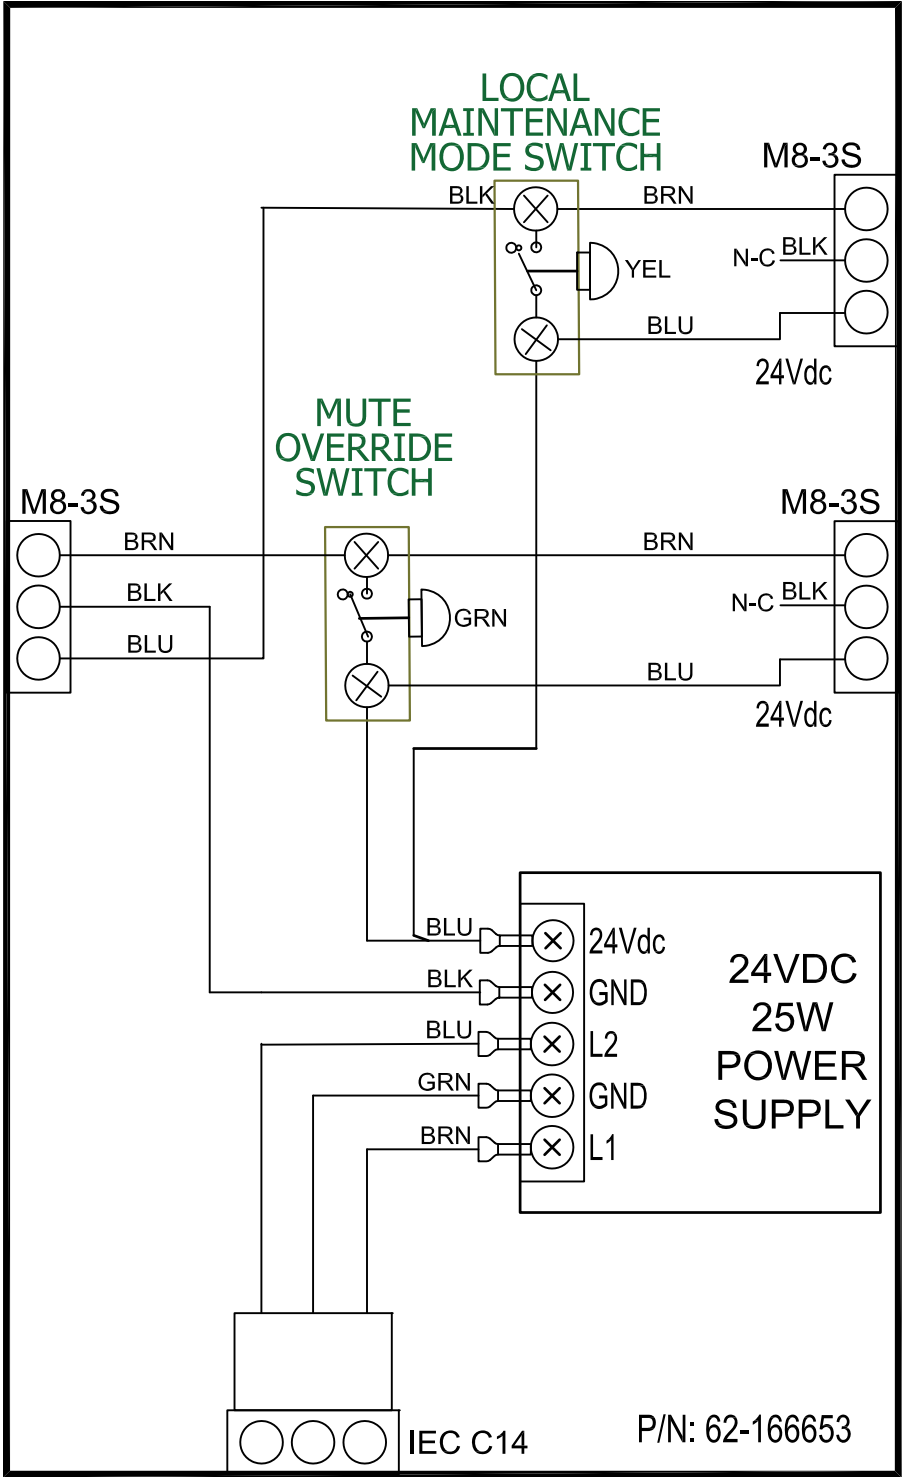 LOCAL
MAINTENANCE
MODE SWITCH
M8-3S
BLK
BRN
N-C BLK
YEL
BLU
24Vdc
MUTE
OVERRIDE
SWITCH
M8-3S
M8-3S
BRN
BRN
BLK
N-C BLK
GRN
BLU
BLU
24Vdc
BLU
24Vdc
BLK
GND
BLU
L2
GRN
GND
BRN
L1
24VDC
25W
POWER
SUPPLY
IEC C14
P/N: 62-166653